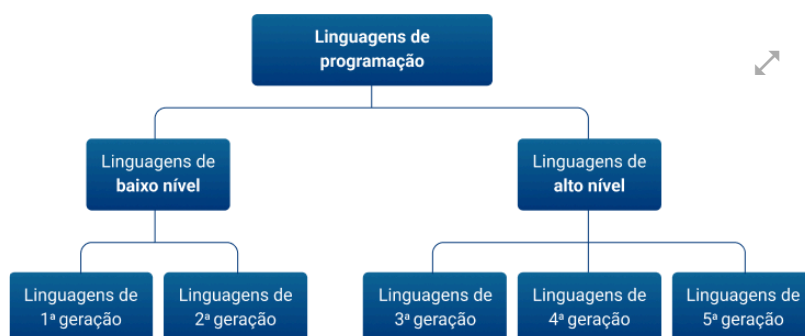 Linguagens de
programação
Linguagens de
baixo nível
Linguagens de
alto nível
Linguagens de
1ª geração
Linguagens de
2ª geração
Linguagens de
3ª geração
Linguagens de
4ª geração
Linguagens de
5ª geração